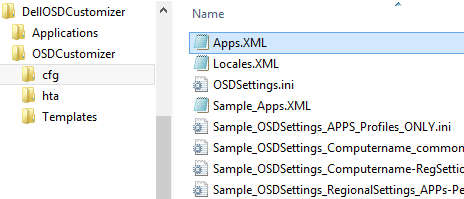 DellOSDCustomizer
Applications
OSDCustomizer
cfg
hta
Templates
Name
Apps.XML
Locales.XML
OSDSettings.ini
Sample_Apps.XML
Sample_OSDSettings_APPS_Profiles_ONLY.ini
Sample_OSDSettings_Computername_common
Sample_OSDSettings_Computername-RegSettic
Sample_OSDSettings_RegionalSettings_APPs-Pe